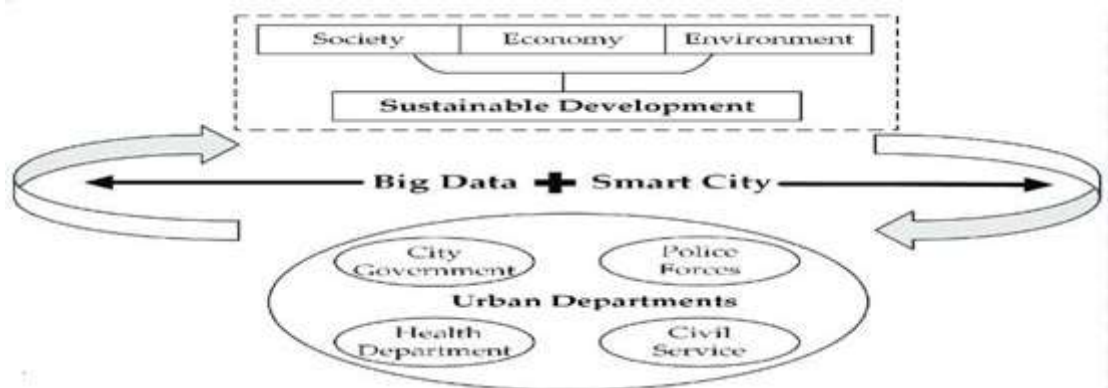 Society Economy Environment
Sustainable Development
Big Data + Smart City
City
Government
Police
Forces
Urban Departments
Health
Department
Civil
Service